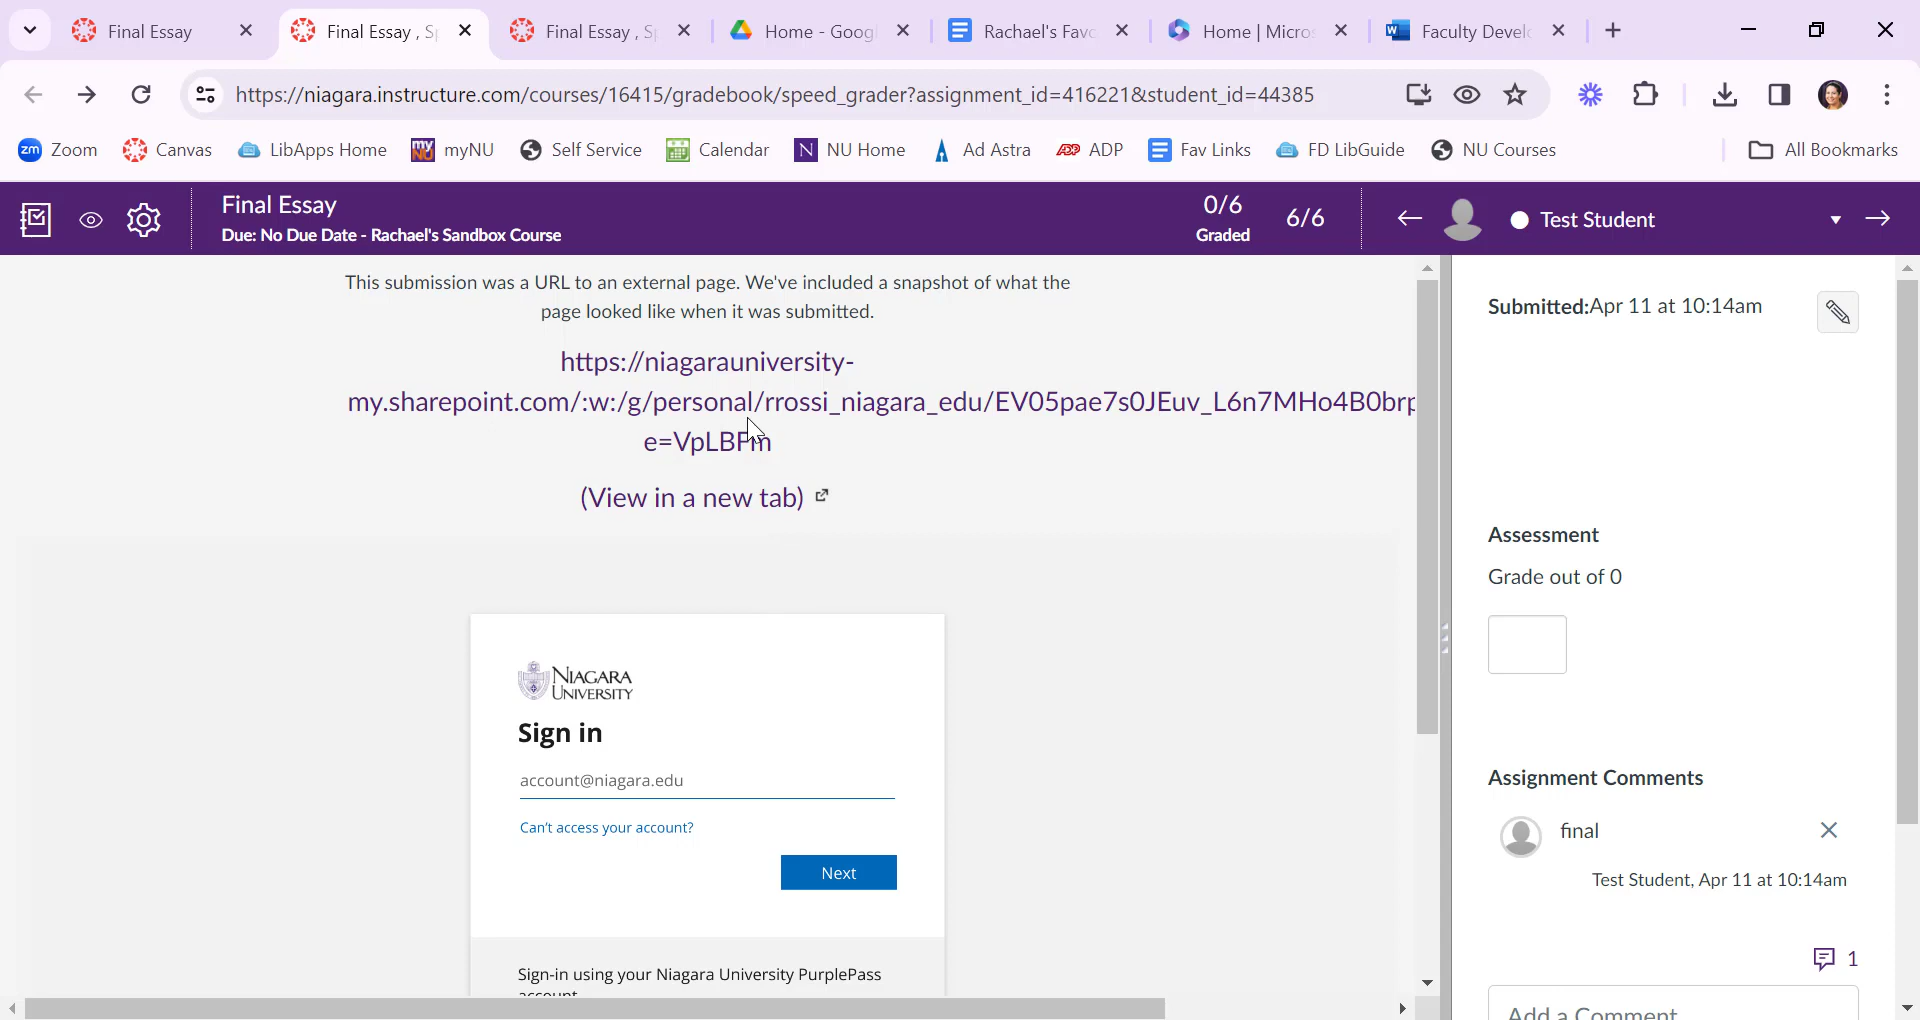 Final Essay
Final Essay , S
Final Essay , S
Home - Goog
Rachael's Favo
Home | Micros
Faculty Devel
https://niagara.instructure.com/courses/16415/gradebook/speed_grader?assignment_id=416221&student_id=44385
zm Zoom
Canvas
LibApps Home
myNU
Self Service
Calendar
N NU Home
Ad Astra
ADP ADP
Fav Links
FD LibGuide
NU Courses
All Bookmarks
Final Essay
Due: No Due Date - Rachael's Sandbox Course
0/6
Graded
6/6
Test Student
This submission was a URL to an external page. We've included a snapshot of what the
page looked like when it was submitted.
https://niagarauniversity-
my.sharepoint.com/:w:/g/personal/rrossi_niagara_edu/EV05pae7s0JEuv_L6n7MHo4B0brp
e=VpLBFm
(View in a new tab)
NIAGARA
UNIVERSITY
Sign in
account@niagara.edu
Can't access your account?
Next
Sign-in using your Niagara University PurplePass
account
Submitted:Apr 11 at 10:14am
Assessment
Grade out of 0
Assignment Comments
final
Test Student, Apr 11 at 10:14am
1
Add a Comment